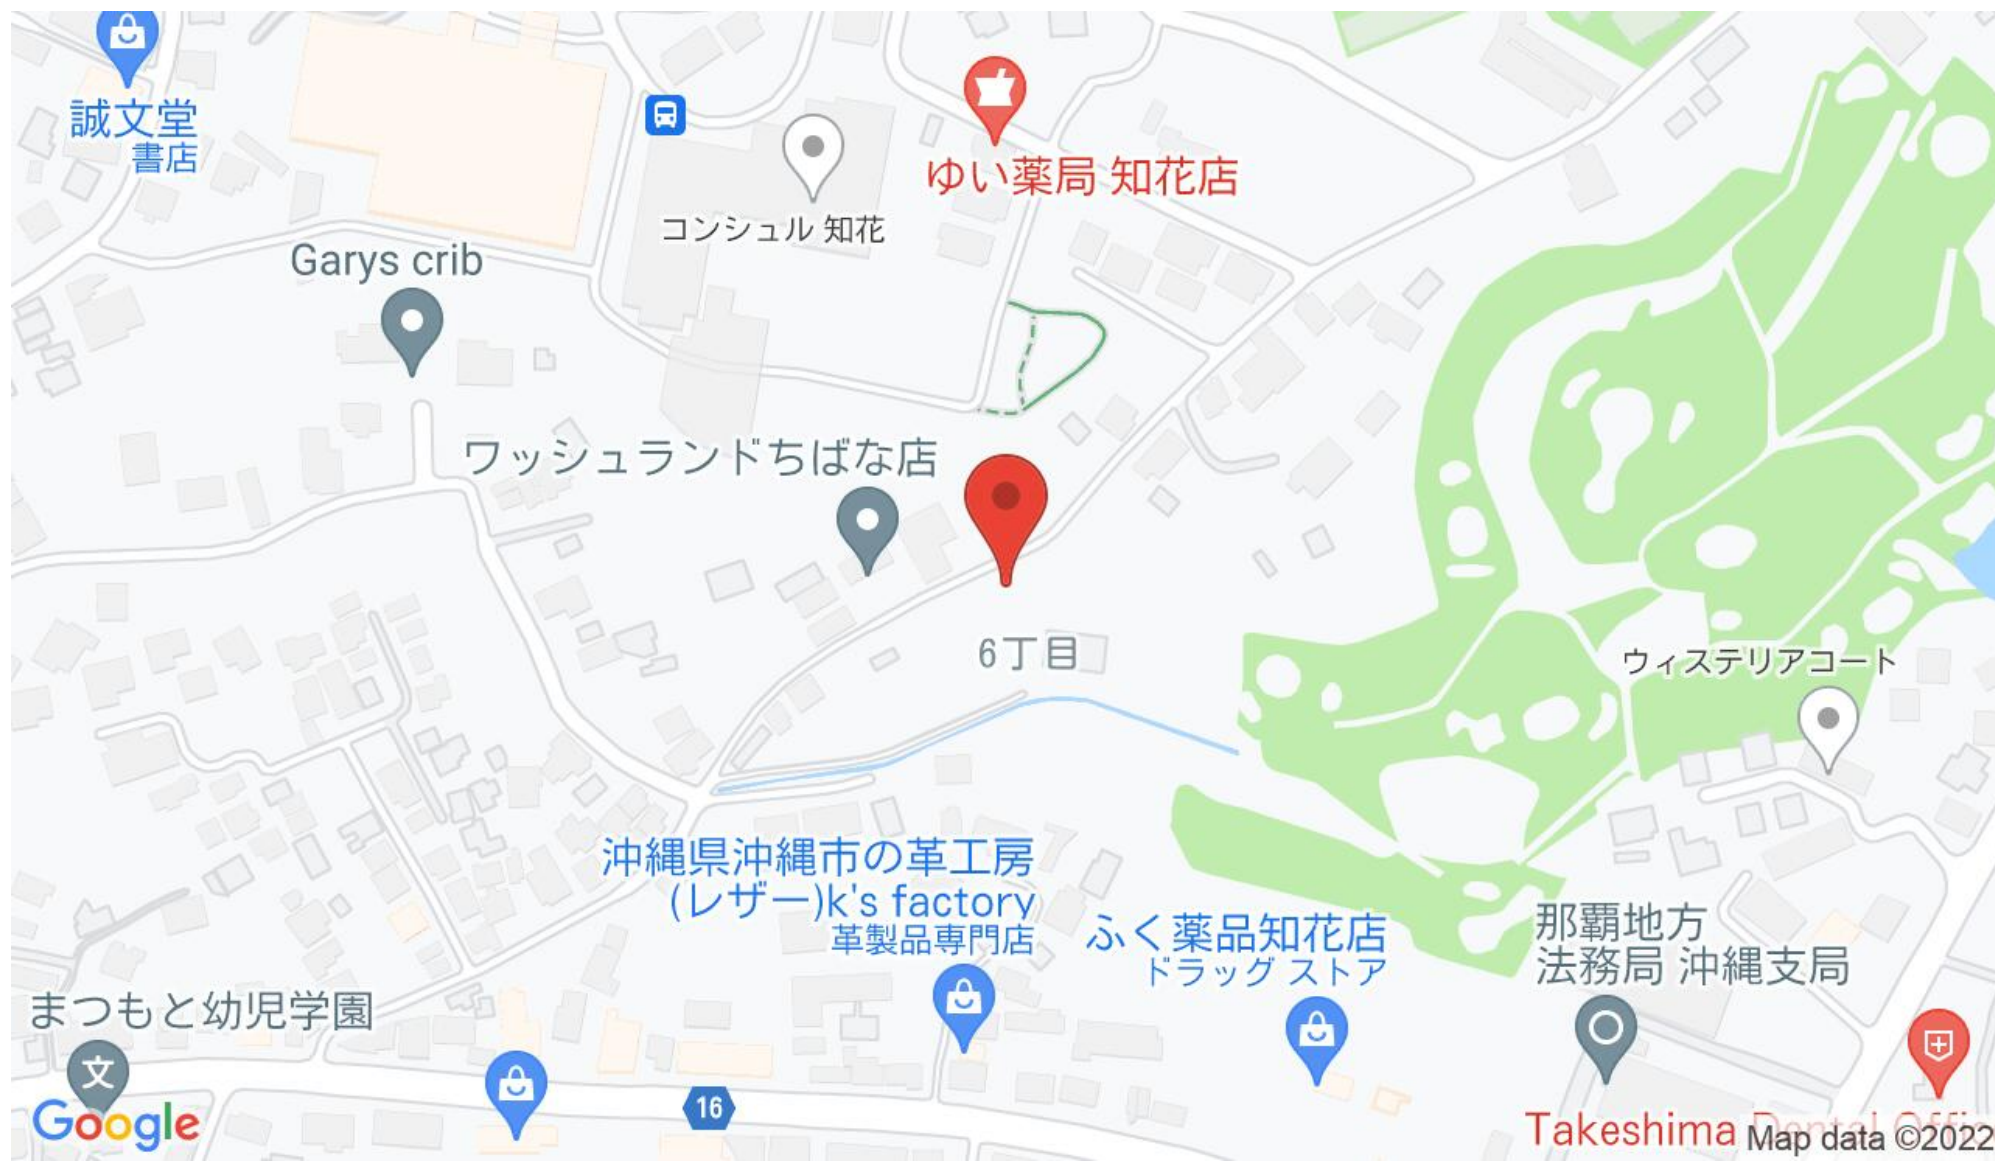 誠文堂
書店
ゆい薬局 知花店
コンシュル 知花
Garys crib
ワッシュランドちばな店
6丁目
ウィステリアコート
沖縄県沖縄市の革工房
(レザー)k's factory
革製品専門店
ふく薬品知花店
ドラッグ ストア
那覇地方
法務局 沖縄支局
まつもと幼児学園
文
16
Google
Takeshima Dental Office
Map data ©2022